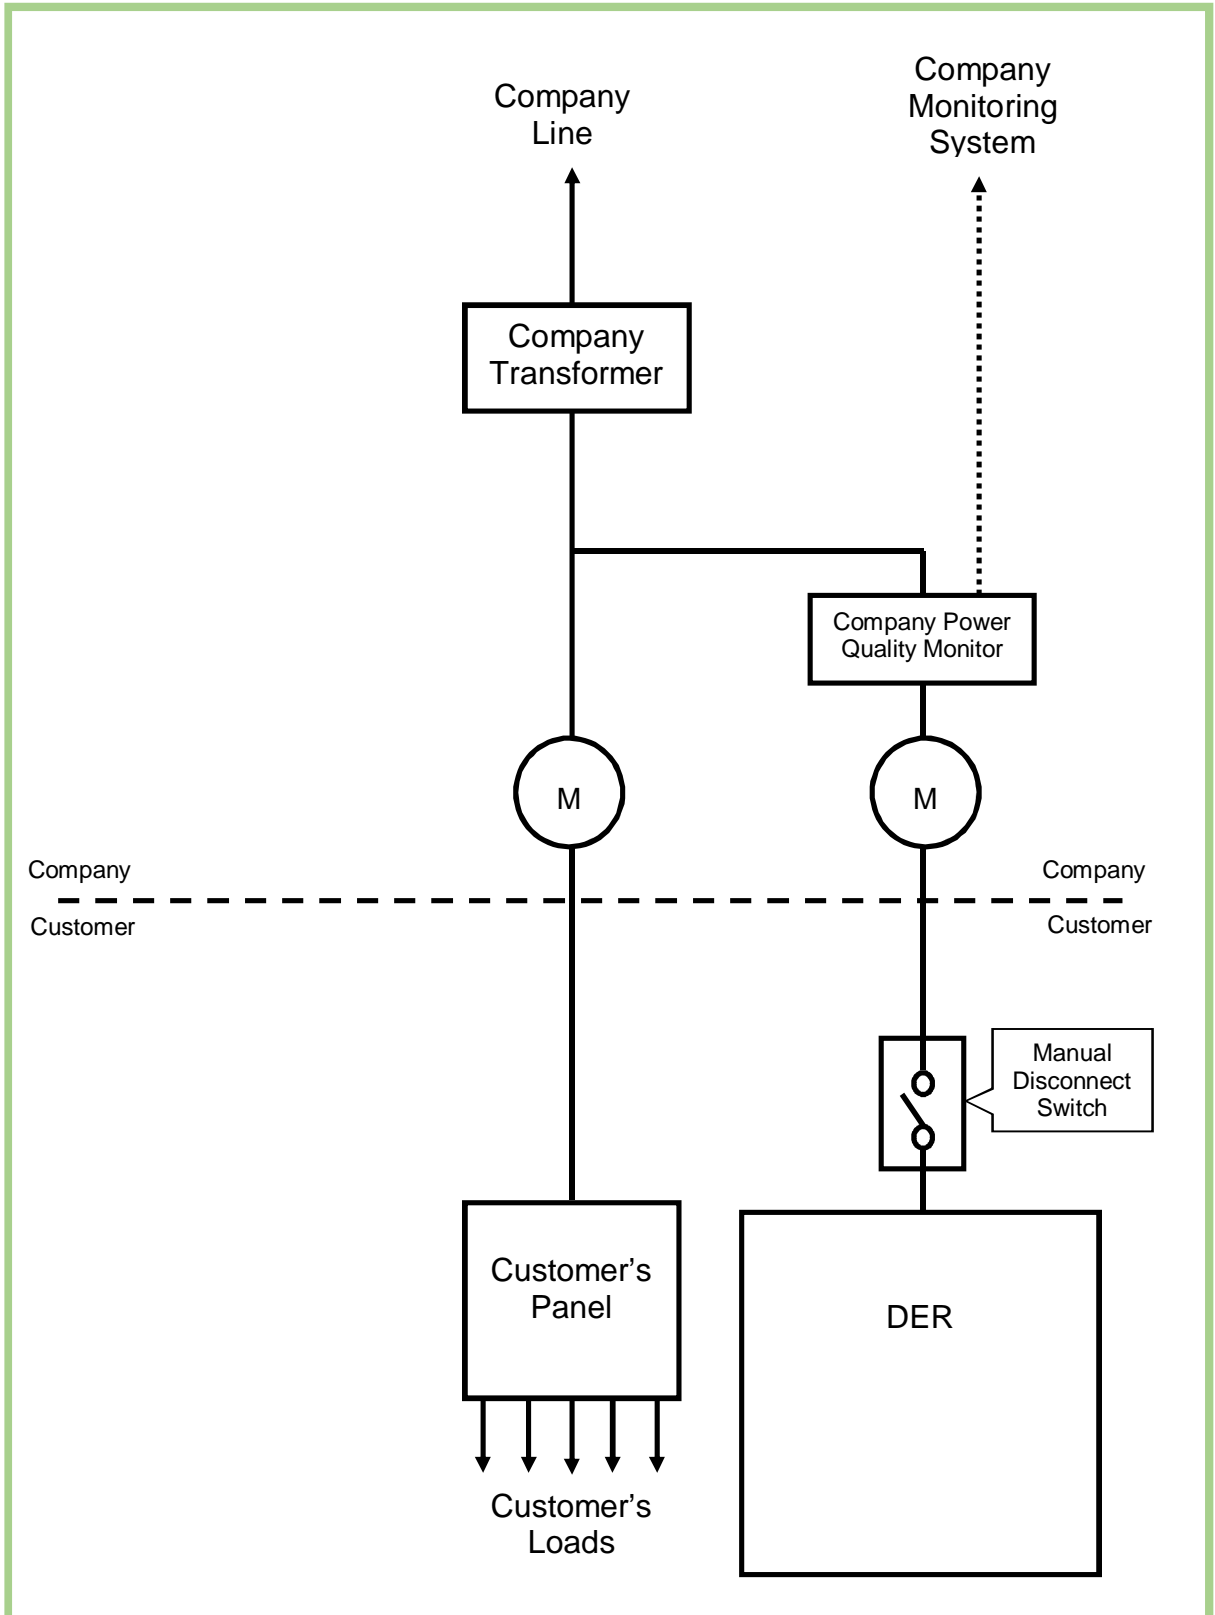 Company
Line
Company
Monitoring
System
Company
Transformer
Company Power
Quality Monitor
M
M
Company
Company
Customer
Customer
Manual
Disconnect
Switch
Customer’s
Panel
DER
Customer’s
Loads